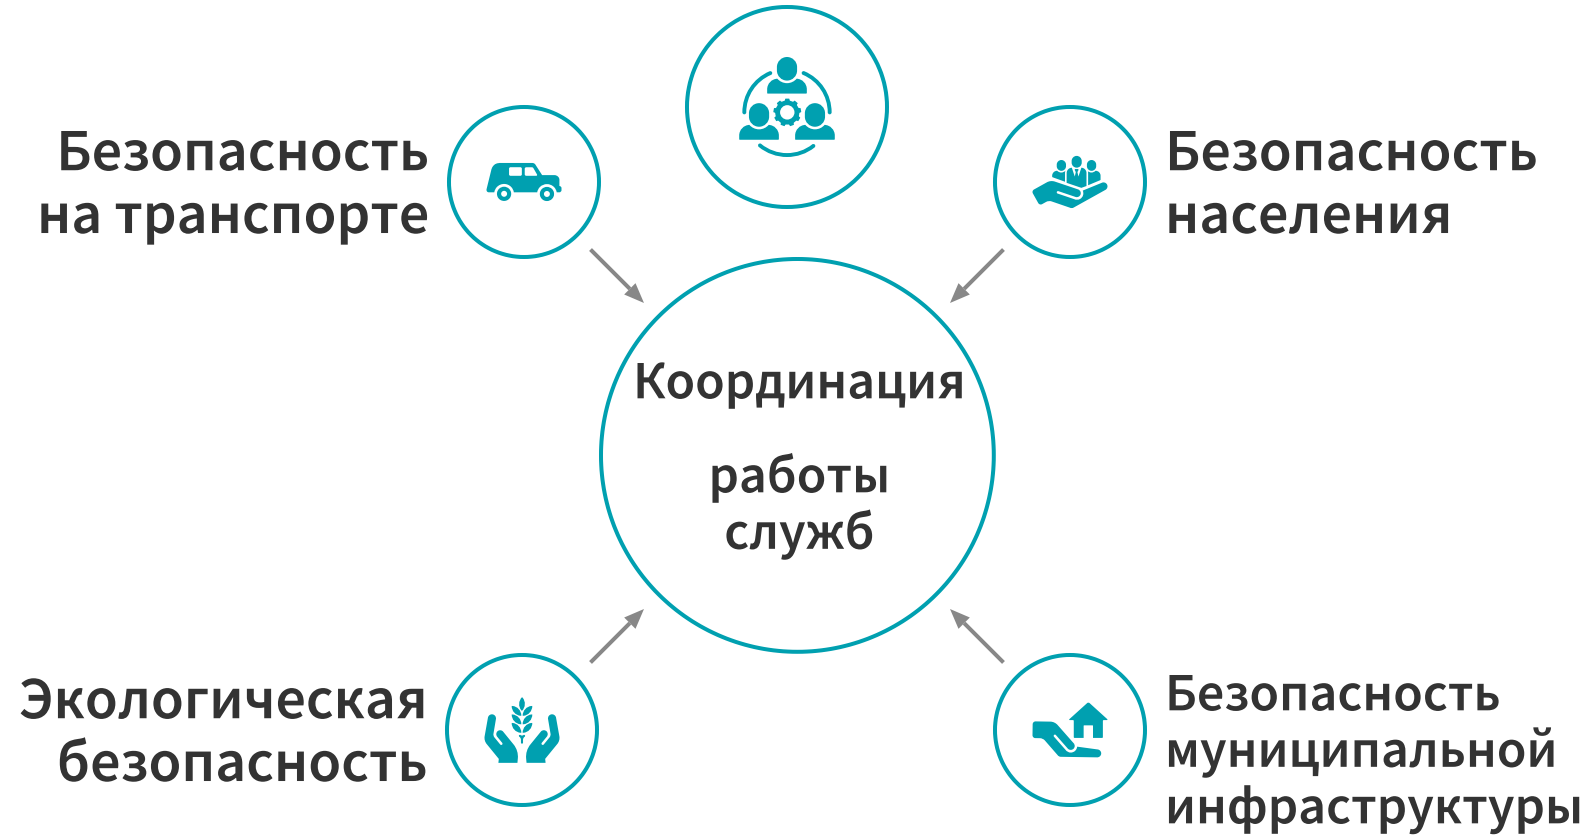 Безопасность
на транспорте
Безопасность
населения
Координация
работы
служб
Экологическая
безопасность
Безопасность
муниципальной
инфраструктуры